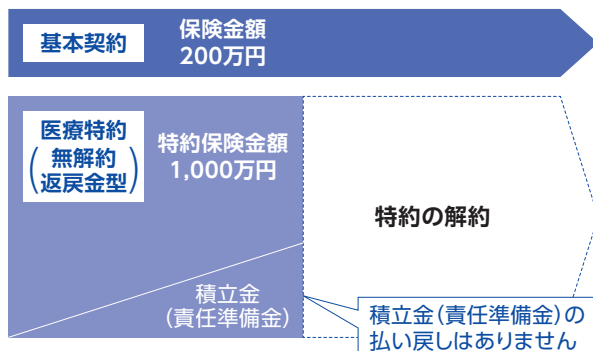 基本契約
保険金額
200万円
医療特約
(無解約
返戻金型)
特約保険金額
1,000万円
特約の解約
積立金
(責任準備金)
積立金(責任準備金)の
払い戻しはありません